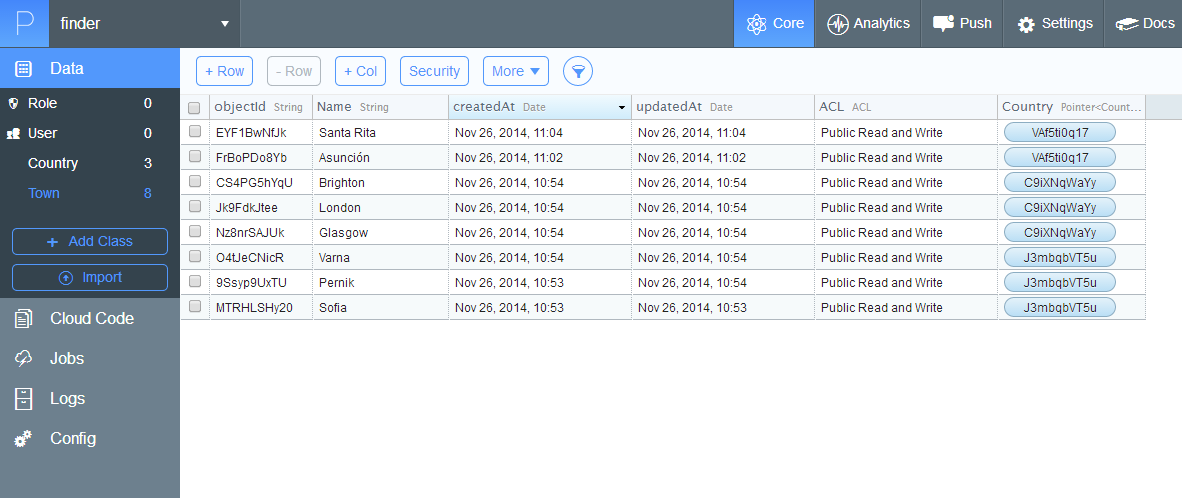 P finder Core Analytics Push Settings Docs
Data + Row - Row + Col Security More
objectId String Name String createdAt Date updatedAt Date ACL ACL Country Pointer<Count...
Role 0
User 0
Country 3
Town 8
+ Add Class
Import
Cloud Code
Jobs
Logs
Config
EYF1BwNfJk Santa Rita Nov 26, 2014, 11:04 Nov 26, 2014, 11:04 Public Read and Write VAf5ti0q17
FrBoPDo8Yb Asunción Nov 26, 2014, 11:02 Nov 26, 2014, 11:02 Public Read and Write VAf5ti0q17
CS4PG5hYqU Brighton Nov 26, 2014, 10:54 Nov 26, 2014, 10:54 Public Read and Write C9iXNqWaYy
Jk9FdkJtee London Nov 26, 2014, 10:54 Nov 26, 2014, 10:54 Public Read and Write C9iXNqWaYy
Nz8nrSAJUk Glasgow Nov 26, 2014, 10:54 Nov 26, 2014, 10:54 Public Read and Write C9iXNqWaYy
O4tJeCNicR Varna Nov 26, 2014, 10:54 Nov 26, 2014, 10:54 Public Read and Write J3mbqbVT5u
9Ssyp9UxTU Pernik Nov 26, 2014, 10:53 Nov 26, 2014, 10:53 Public Read and Write J3mbqbVT5u
MTRHLSHy20 Sofia Nov 26, 2014, 10:53 Nov 26, 2014, 10:53 Public Read and Write J3mbqbVT5u